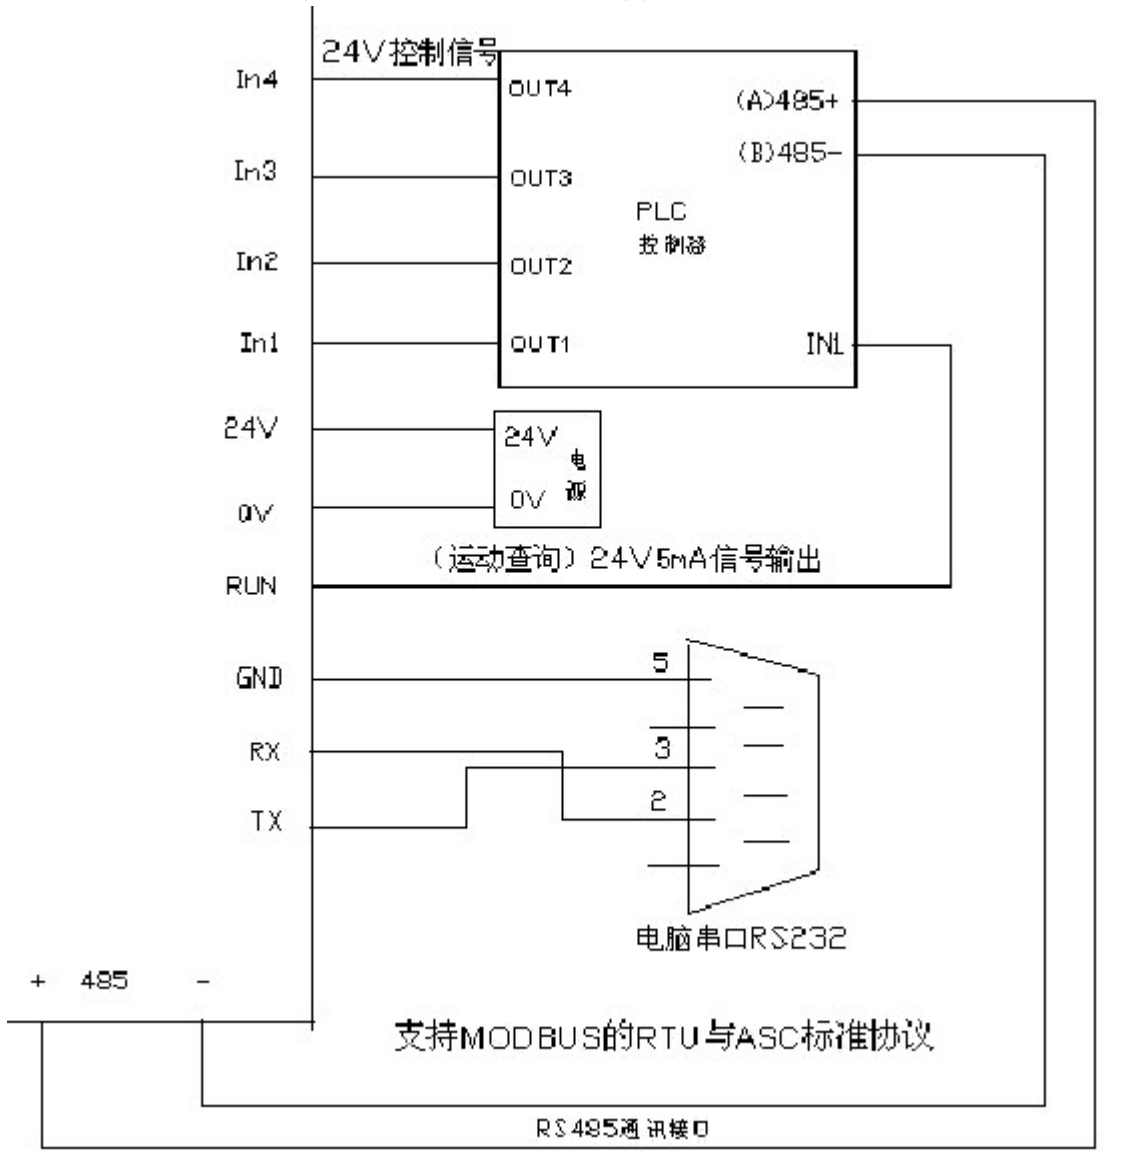 24V控制信号
In4
OUT4
(A)485+
(B)485-
In3
OUT3
PLC
控制器
In2
OUT2
In1
OUT1
IN1
24V
24V
电源
0V
0V
(运动查询)24V5mA信号输出
RUN
GND
5
RX
3
2
TX
电脑串口RS232
+ 485 -
支持MODBUS的RTU与ASC标准协议
RS485通讯接口